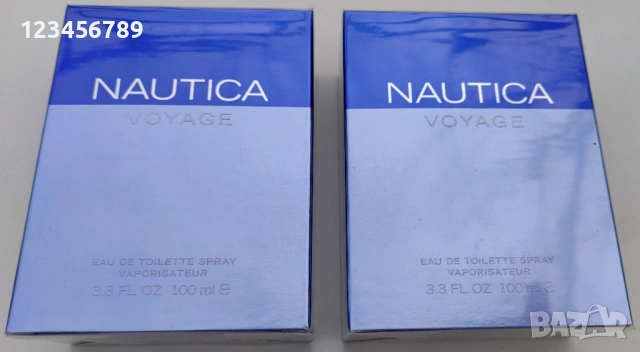 123456789
NAUTICA
VOYAGE
EAU DE TOILETTE SPRAY
VAPORISATEUR
3.3 FL OZ 100 ml e
NAUTICA
VOYAGE
EAU DE TOILETTE SPRAY
VAPORISATEUR
3.3 FL OZ 100 ml e
BAZAR